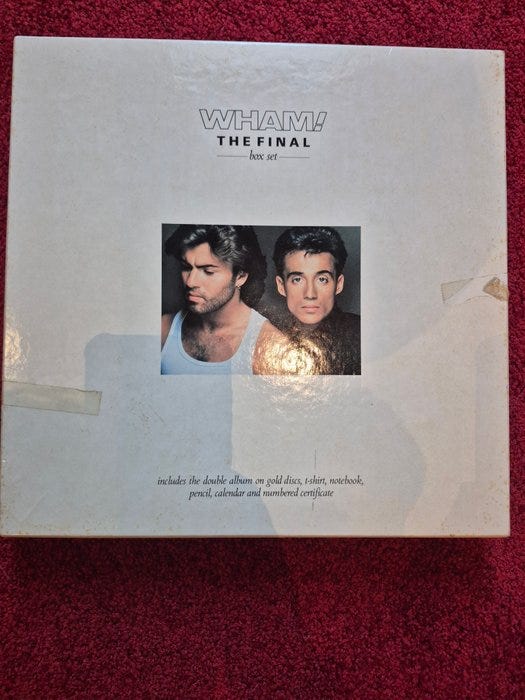 WHAM!
THE FINAL
box set
includes the double album on gold discs, t-shirt, notebook,
pencil, calendar and numbered certificate